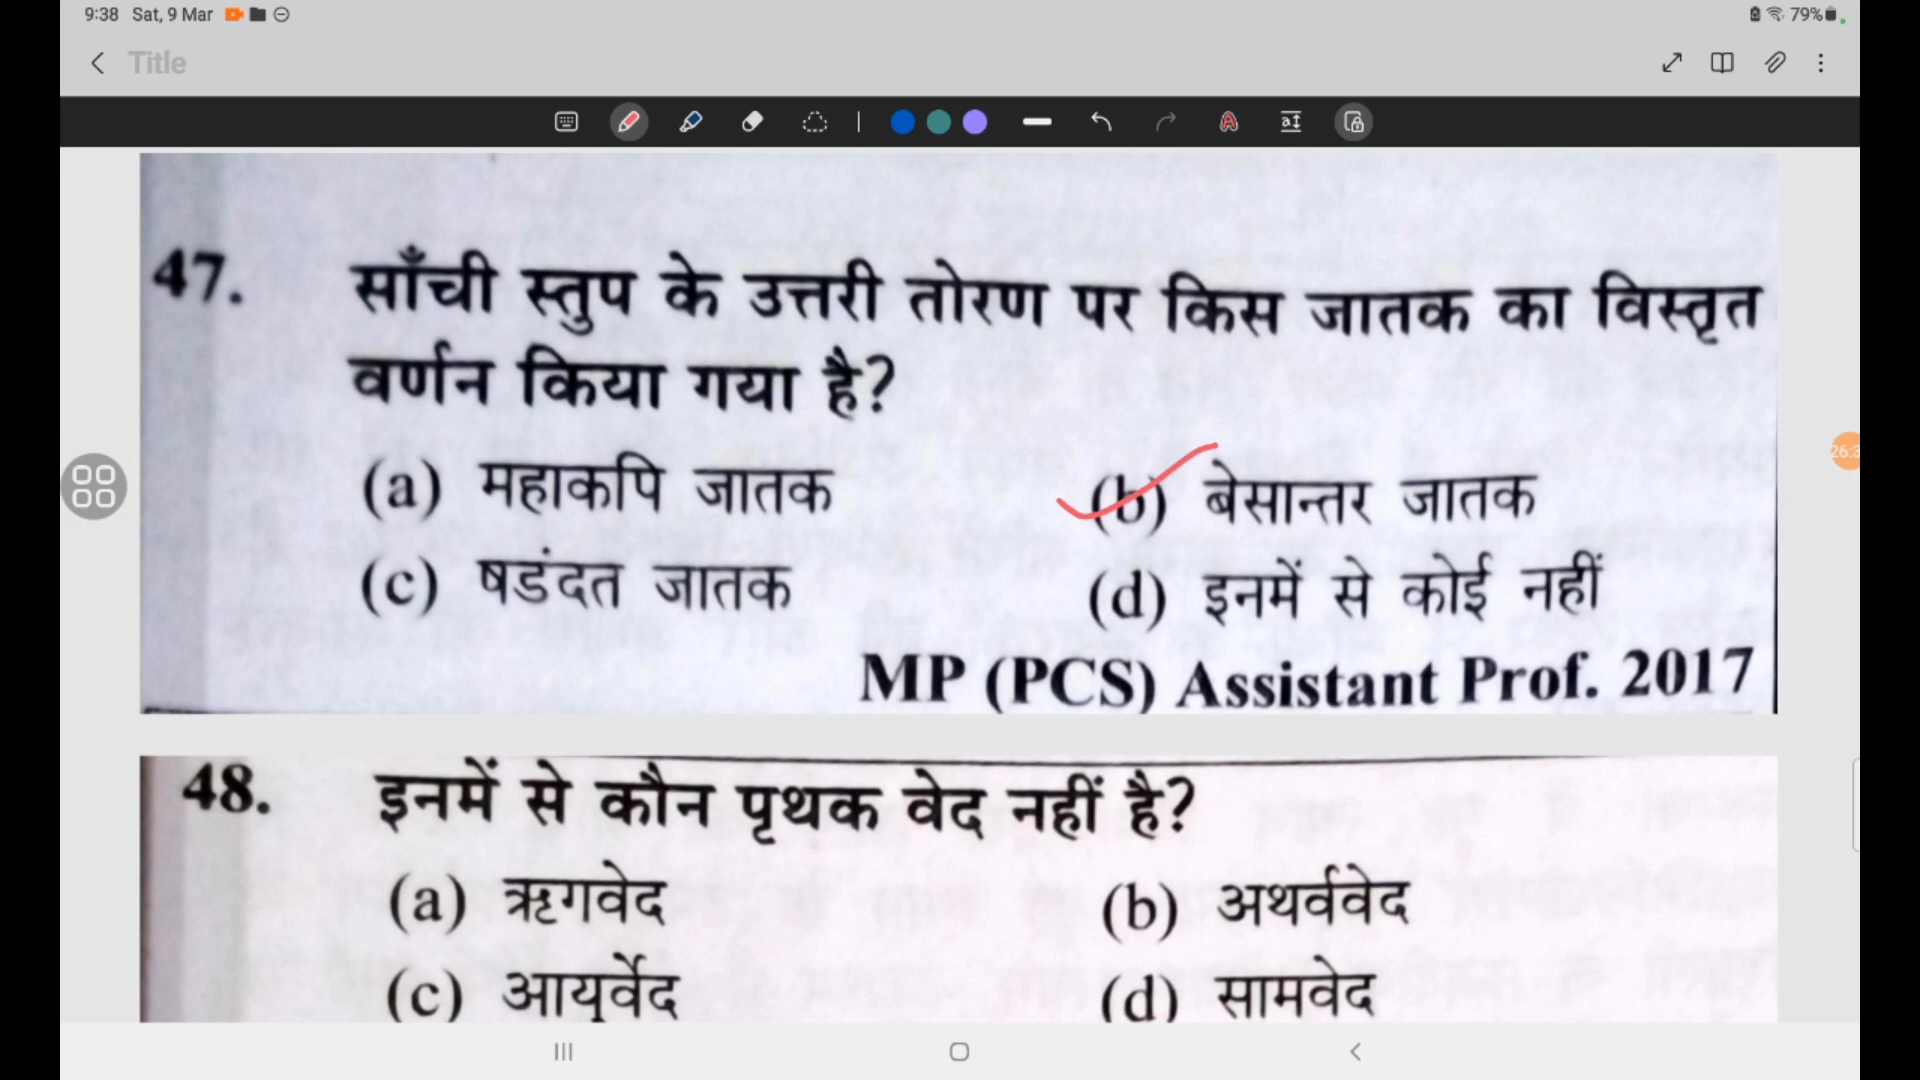 9:38 Sat, 9 Mar
79%
Title
47. साँची स्तुप के उत्तरी तोरण पर किस जातक का विस्तृत
वर्णन किया गया है?
(a) महाकपि जातक (b) बेसान्तर जातक
(c) षडंदत जातक (d) इनमें से कोई नहीं
MP (PCS) Assistant Prof. 2017
48. इनमें से कौन पृथक वेद नहीं है?
(a) ऋगवेद (b) अथर्ववेद
(c) आयुर्वेद (d) सामवेद